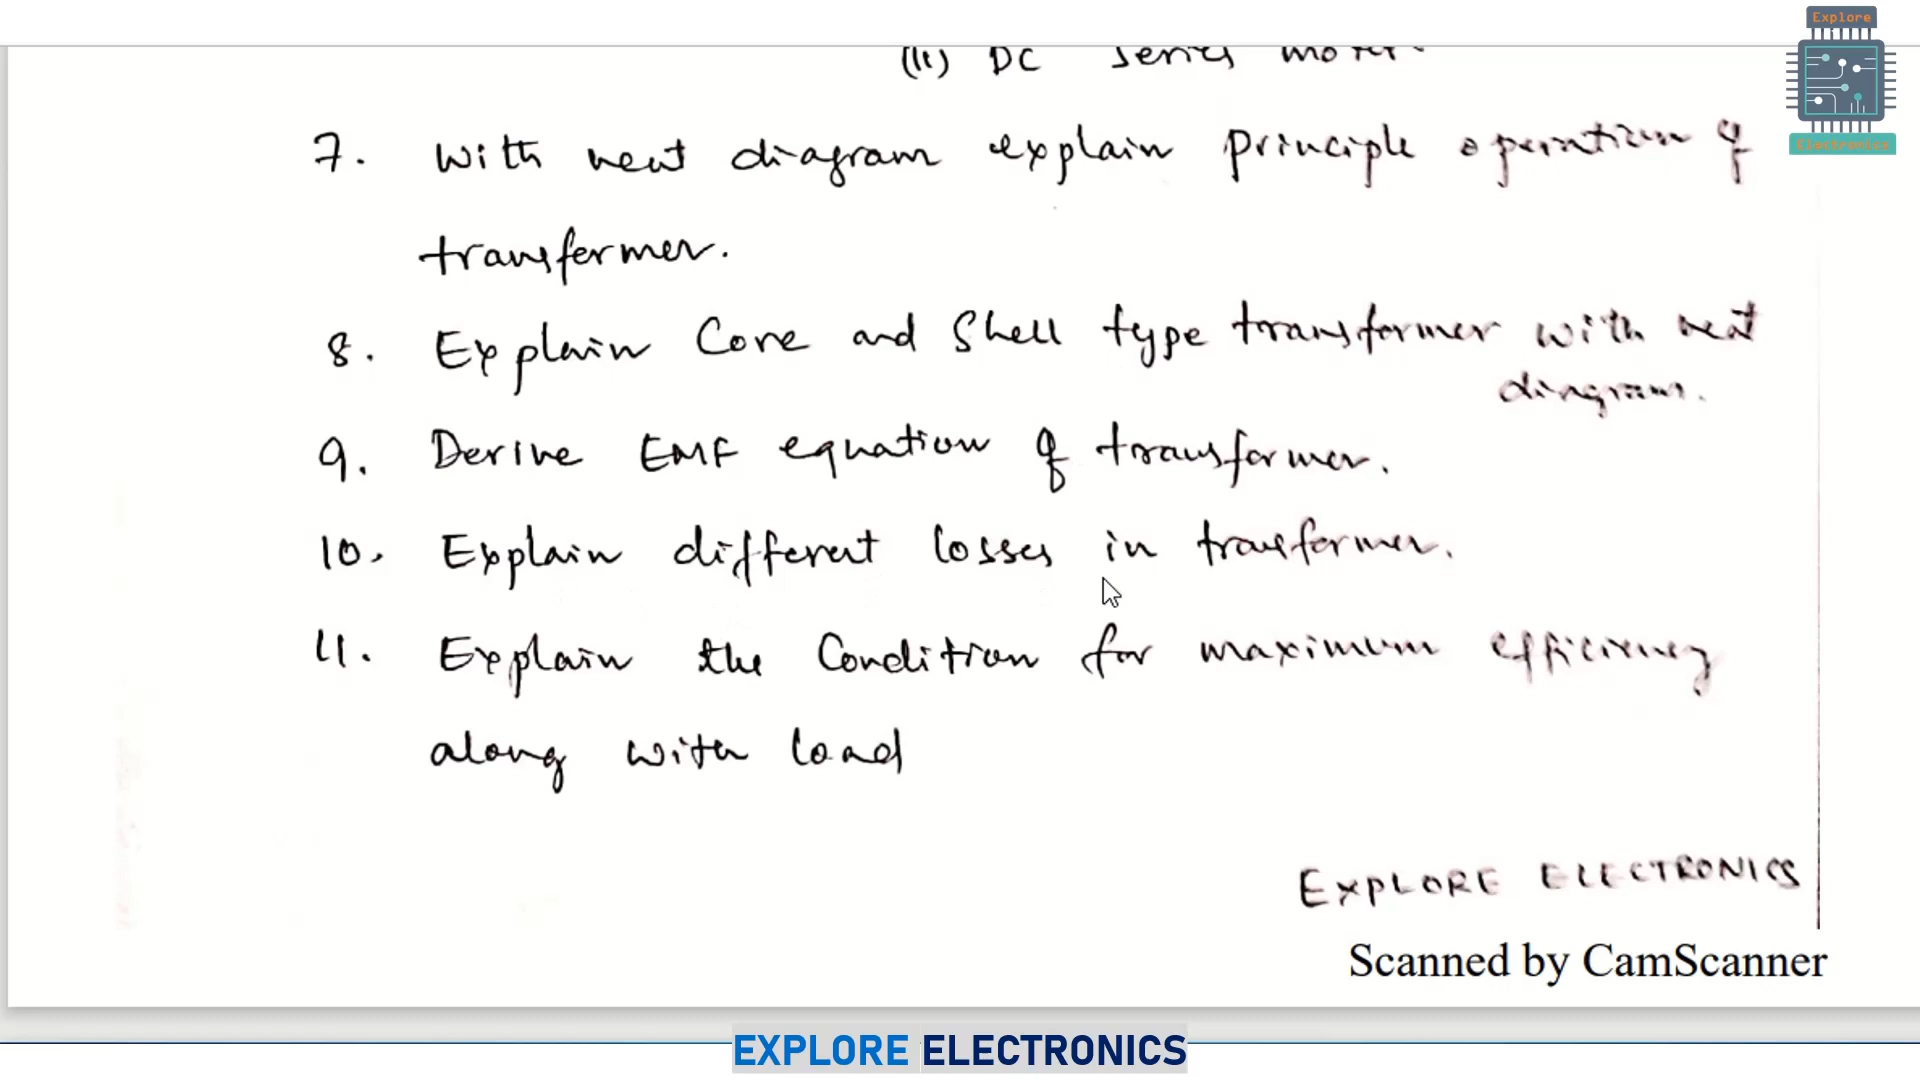 Explore
(ii) DC series motor
7. With neat diagram explain principle operation of
Electronics
transformer.
8. Explain Core and Shell type transformer with neat
diagram.
9. Derive EMF equation of transformer.
10. Explain different losses in transformer.
11. Explain the Condition for maximum efficiency
along with load
EXPLORE ELECTRONICS
Scanned by CamScanner
EXPLORE ELECTRONICS